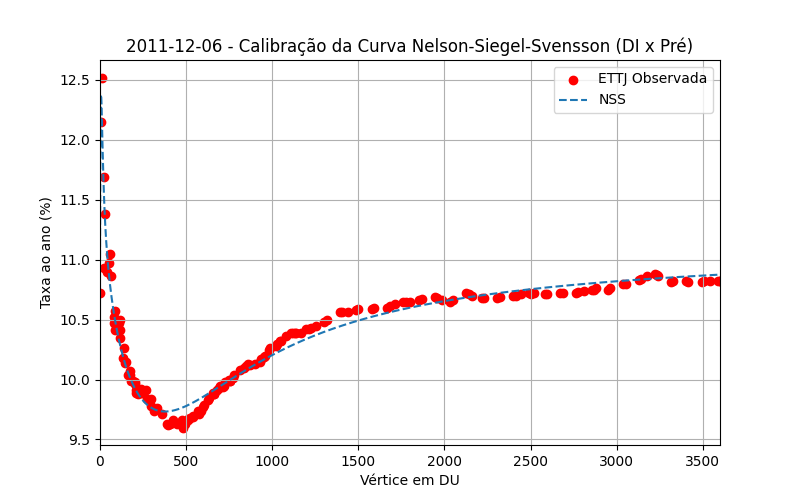 2011-12-06 - Calibração da Curva Nelson-Siegel-Svensson (DI x Pré)
ETTJ Observada
NSS
Taxa ao ano (%)
12.5
12.0
11.5
11.0
10.5
10.0
9.5
0 500 1000 1500 2000 2500 3000 3500
Vértice em DU